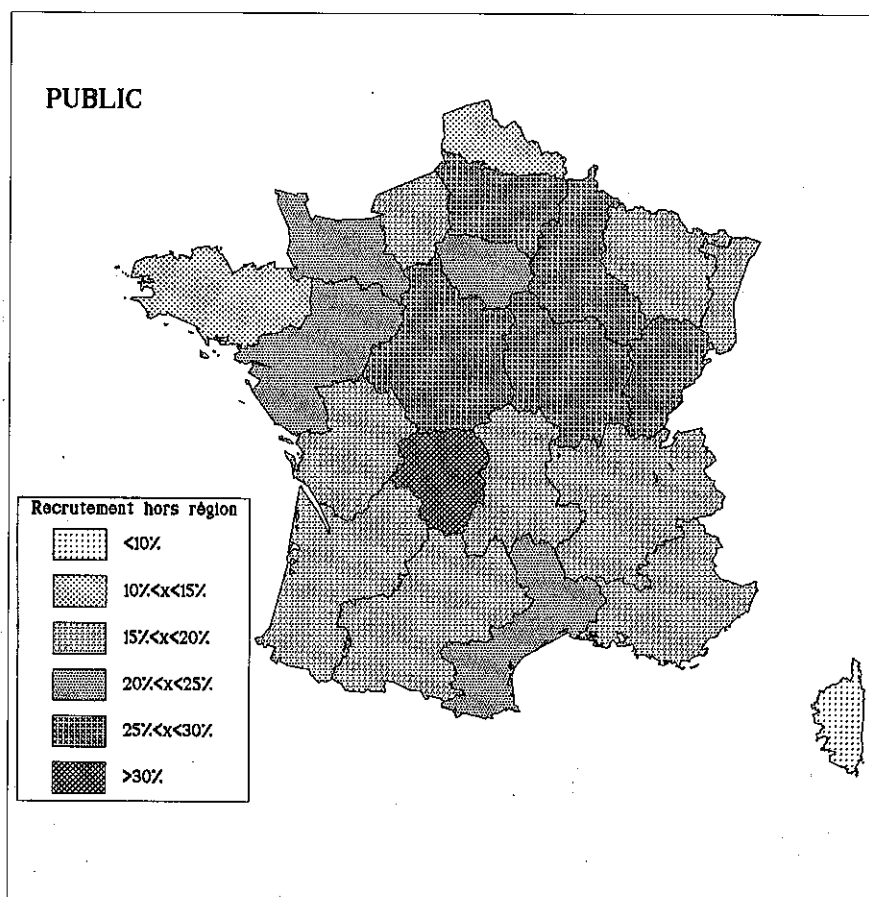 PUBLIC
Recrutement hors région
<10%
10%<x<15%
15%<x<20%
20%<x<25%
25%<x<30%
>30%